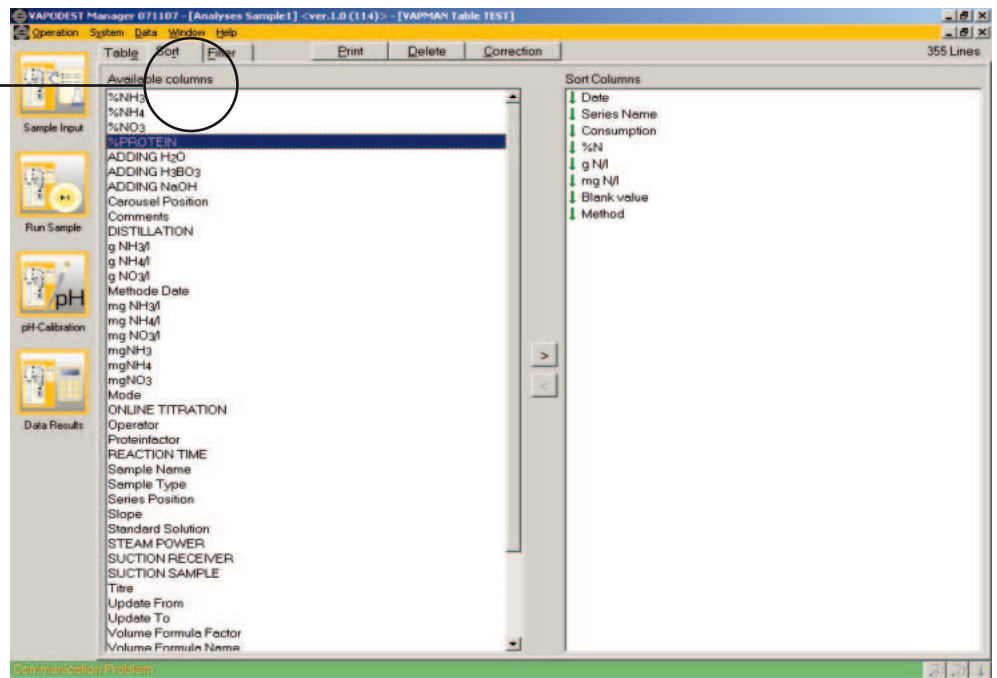 VAPODEST Manager 071107 - [Analyses Sample1] <ver.1.0 (114)> - [VAPMAN Table TEST]
Operation System Data Window Help
Table Sort Filter Print Delete Correction 355 Lines
Available columns
%NH3
%NH4
%NO3
%PROTEIN
ADDING H2O
ADDING H3BO3
ADDING NaOH
Carousel Position
Comments
DISTILLATION
g NH3/l
g NH4/l
g NO3/l
Methode Date
mg NH3/l
mg NH4/l
mg NO3/l
mgNH3
mgNH4
mgNO3
Mode
ONLINE TITRATION
Operator
Proteinfactor
REACTION TIME
Sample Name
Sample Type
Series Position
Slope
Standard Solution
STEAM POWER
SUCTION RECEIVER
SUCTION SAMPLE
Titre
Update From
Update To
Volume Formula Factor
Volume Formula Name
>
<
Sort Columns
Date
Series Name
Consumption
%N
g N/l
mg N/l
Blank value
Method
Sample Input
Run Sample
pH
pH-Calibration
Data Results
Communication Problem